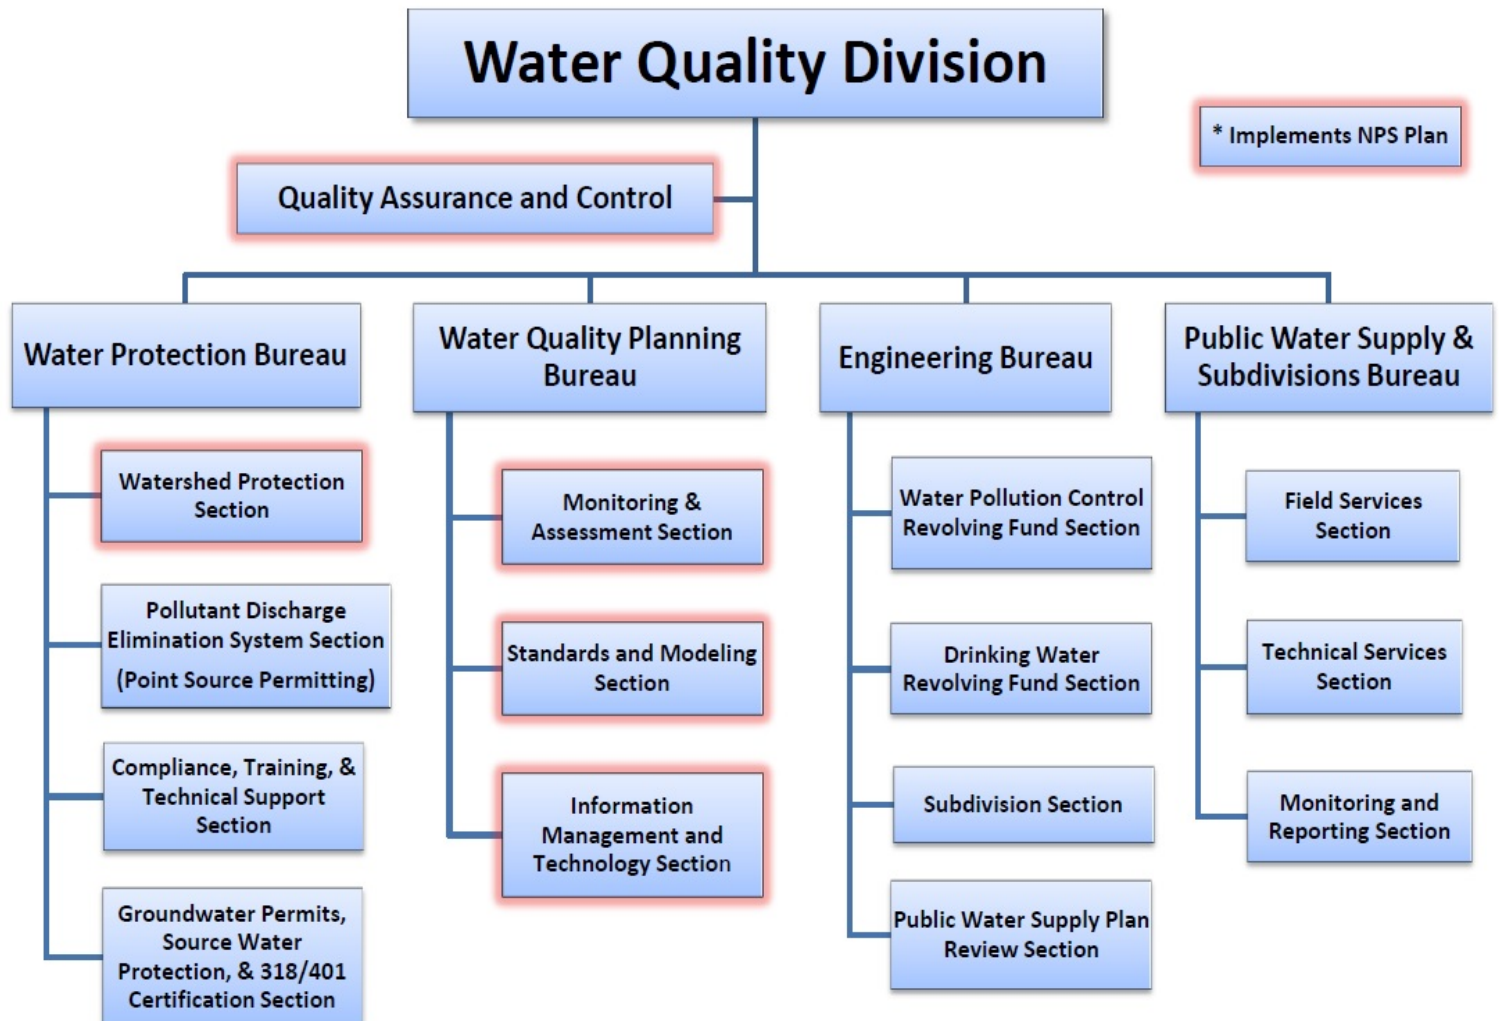 Water Quality Division
* Implements NPS Plan
Quality Assurance and Control
Water Protection Bureau
Watershed Protection
Section
Pollutant Discharge
Elimination System Section
(Point Source Permitting)
Compliance, Training, &
Technical Support
Section
Groundwater Permits,
Source Water
Protection, & 318/401
Certification Section
Water Quality Planning
Bureau
Monitoring &
Assessment Section
Standards and Modeling
Section
Information
Management and
Technology Section
Engineering Bureau
Water Pollution Control
Revolving Fund Section
Drinking Water
Revolving Fund Section
Subdivision Section
Public Water Supply Plan
Review Section
Public Water Supply &
Subdivisions Bureau
Field Services
Section
Technical Services
Section
Monitoring and
Reporting Section